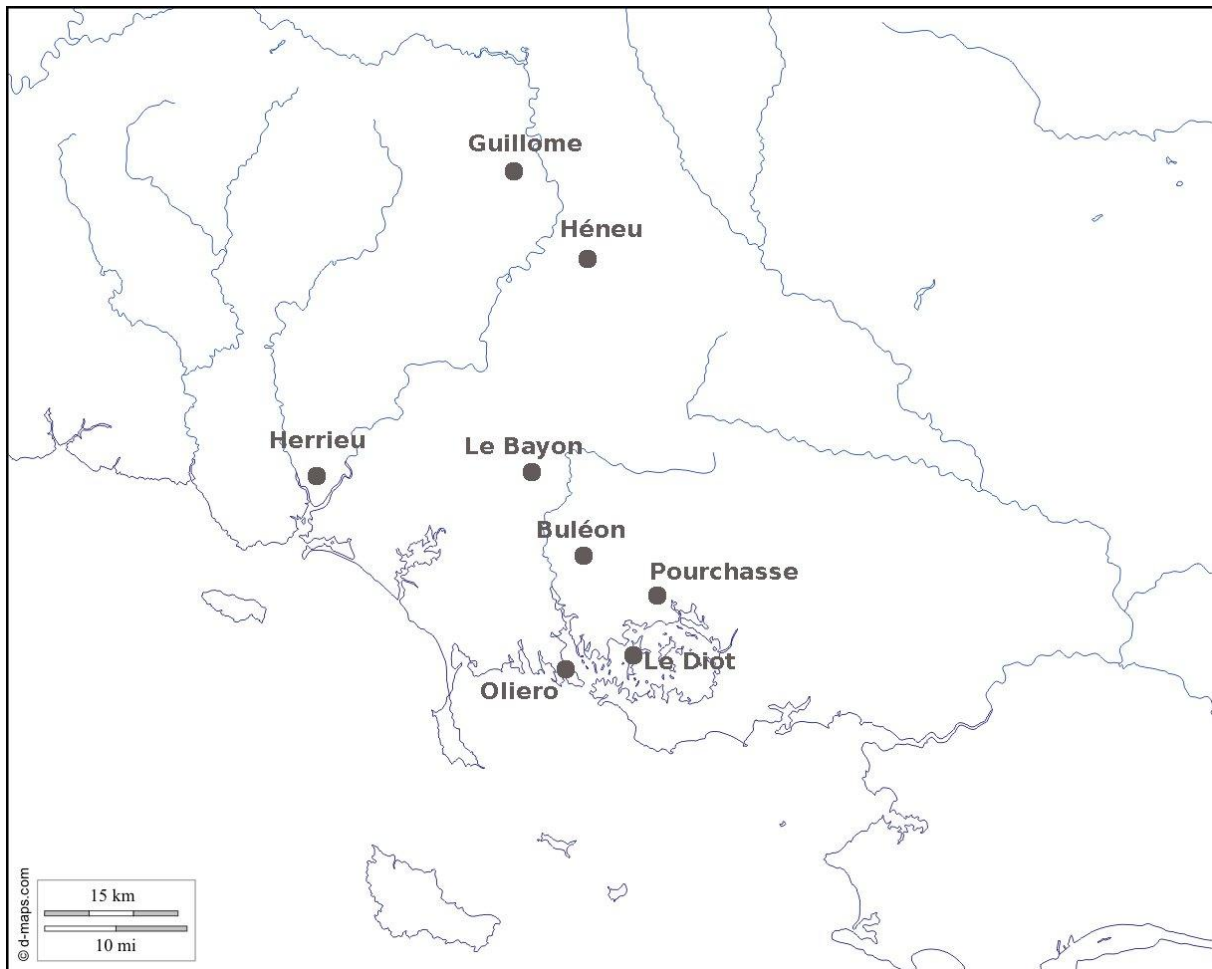 Guillome
Héneu
Herrieu
Le Bayon
Buléon
Pourchasse
Le Diot
Oliero
15 km
10 mi
© d-maps.com